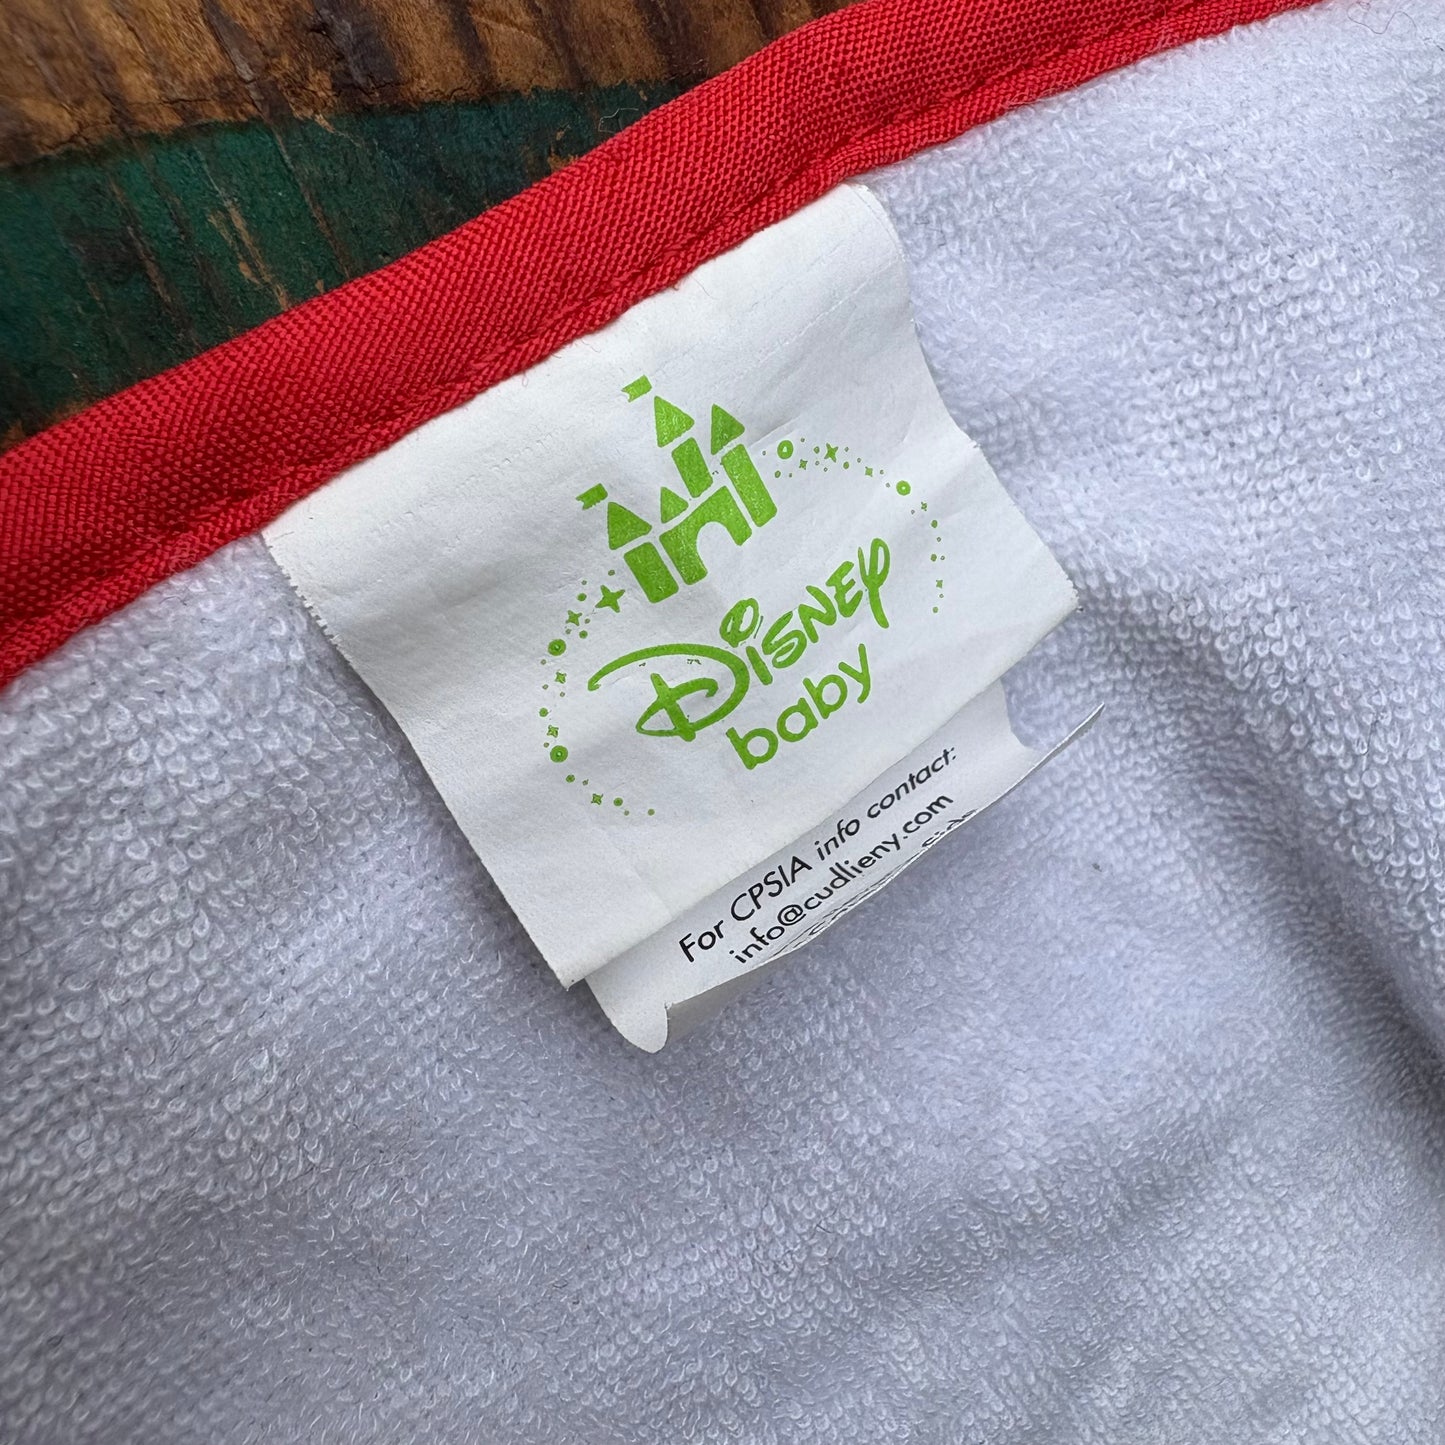 Disney
baby
For CPSIA info contact:
info@cudlieny.com